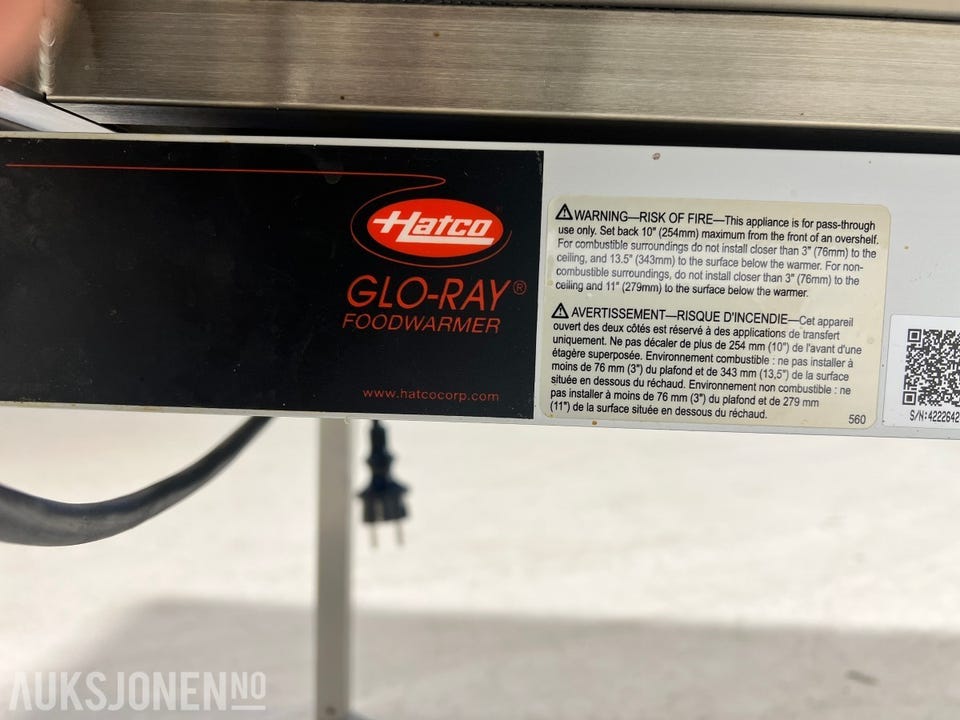 Hatco
GLO-RAY®
FOODWARMER
www.hatcocorp.com
⚠WARNING—RISK OF FIRE—This appliance is for pass-through
use only. Set back 10" (254mm) maximum from the front of an overshelf.
For combustible surroundings do not install closer than 3" (76mm) to the
ceiling, and 13.5" (343mm) to the surface below the warmer. For non-
combustible surroundings, do not install closer than 3" (76mm) to the
ceiling and 11" (279mm) to the surface below the warmer.
⚠ AVERTISSEMENT—RISQUE D'INCENDIE—Cet appareil
ouvert des deux côtés est réservé à des applications de transfert
uniquement. Ne pas décaler de plus de 254 mm (10") de l'avant d'une
étagère superposée. Environnement combustible : ne pas installer à
moins de 76 mm (3") du plafond et de 343 mm (13,5") de la surface
située en dessous du réchaud. Environnement non combustible : ne
pas installer à moins de 76 mm (3") du plafond et de 279 mm
(11") de la surface située en dessous du réchaud.
560
S/N:4222642
AUKSJONEN NO